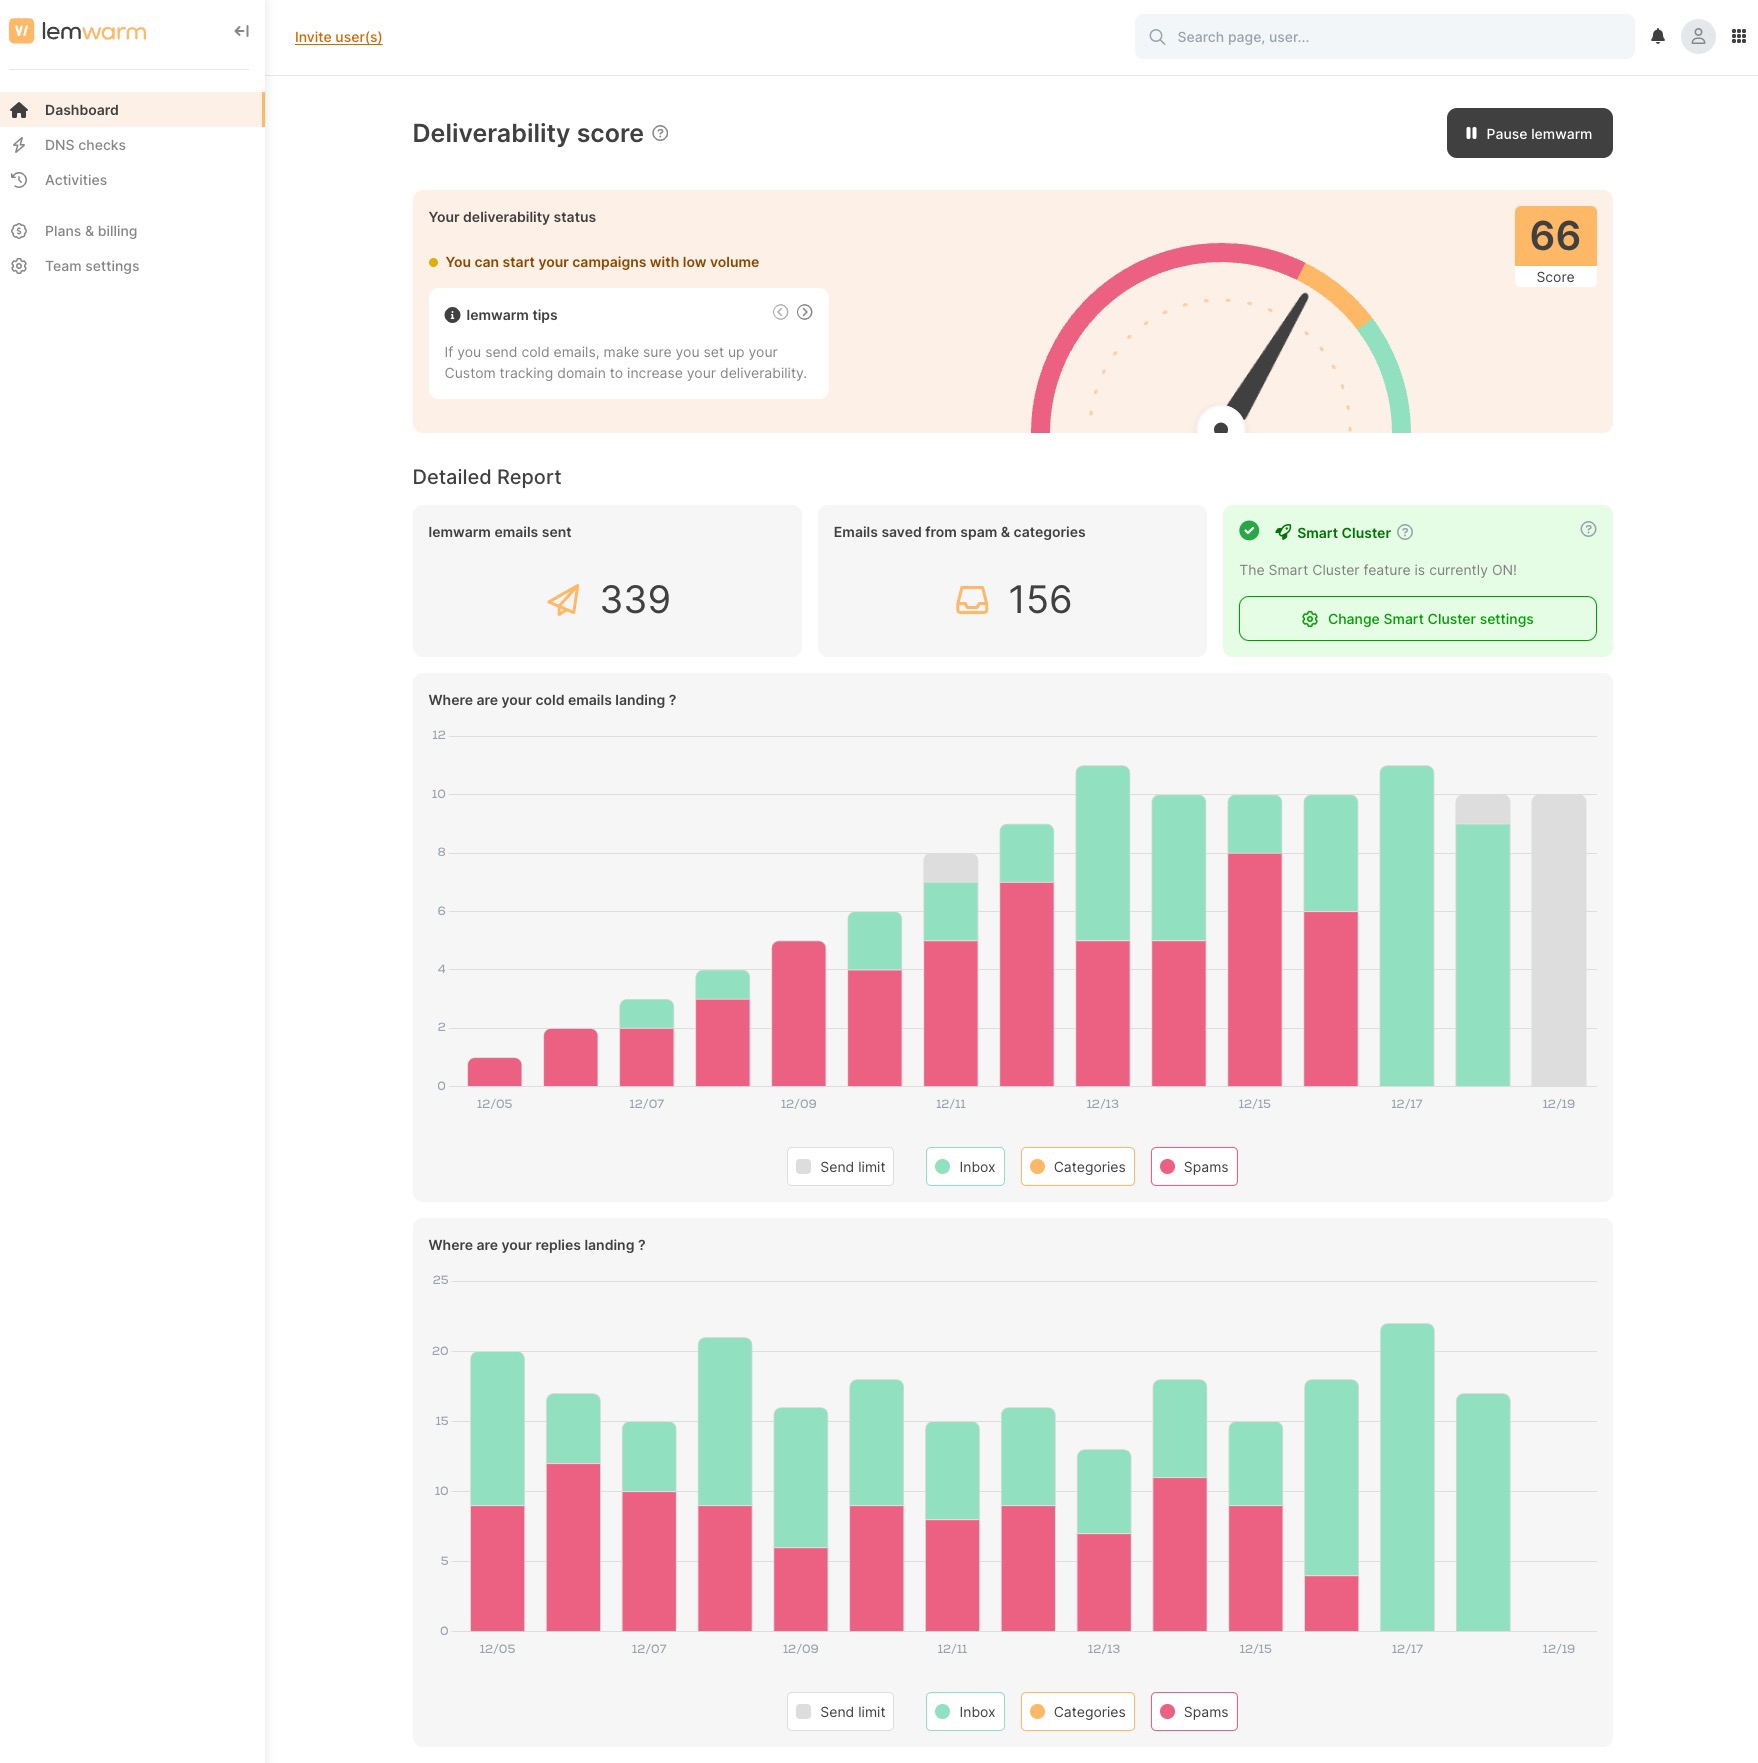 lemwarm
Invite user(s)
Search page, user...
Dashboard
DNS checks
Activities
Plans & billing
Team settings
Deliverability score
Pause lemwarm
Your deliverability status
You can start your campaigns with low volume
lemwarm tips
If you send cold emails, make sure you set up your
Custom tracking domain to increase your deliverability.
66
Score
Detailed Report
lemwarm emails sent
339
Emails saved from spam & categories
156
Smart Cluster
The Smart Cluster feature is currently ON!
Change Smart Cluster settings
Where are your cold emails landing ?
12
10
8
6
4
2
0
12/05 12/07 12/09 12/11 12/13 12/15 12/17 12/19
Send limit Inbox Categories Spams
Where are your replies landing ?
25
20
15
10
5
0
12/05 12/07 12/09 12/11 12/13 12/15 12/17 12/19
Send limit Inbox Categories Spams